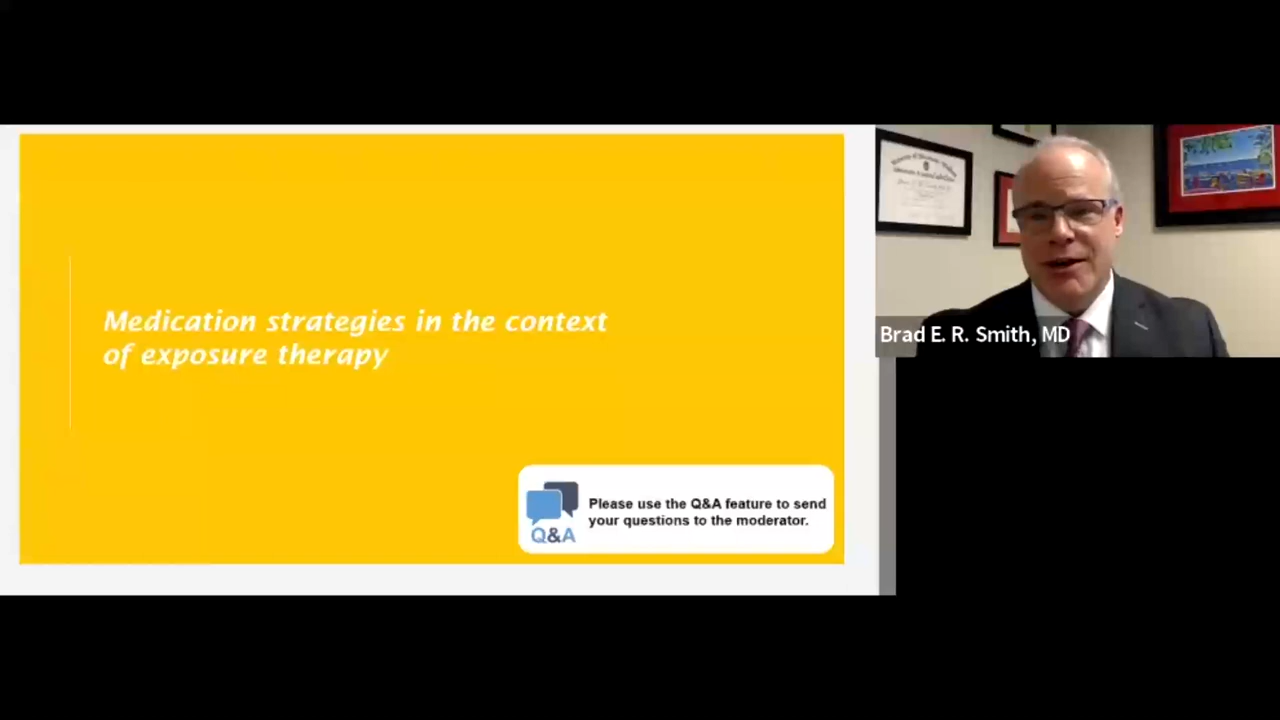 Medication strategies in the context
of exposure therapy
Please use the Q&A feature to send
your questions to the moderator.
Q&A
Brad E. R. Smith, MD